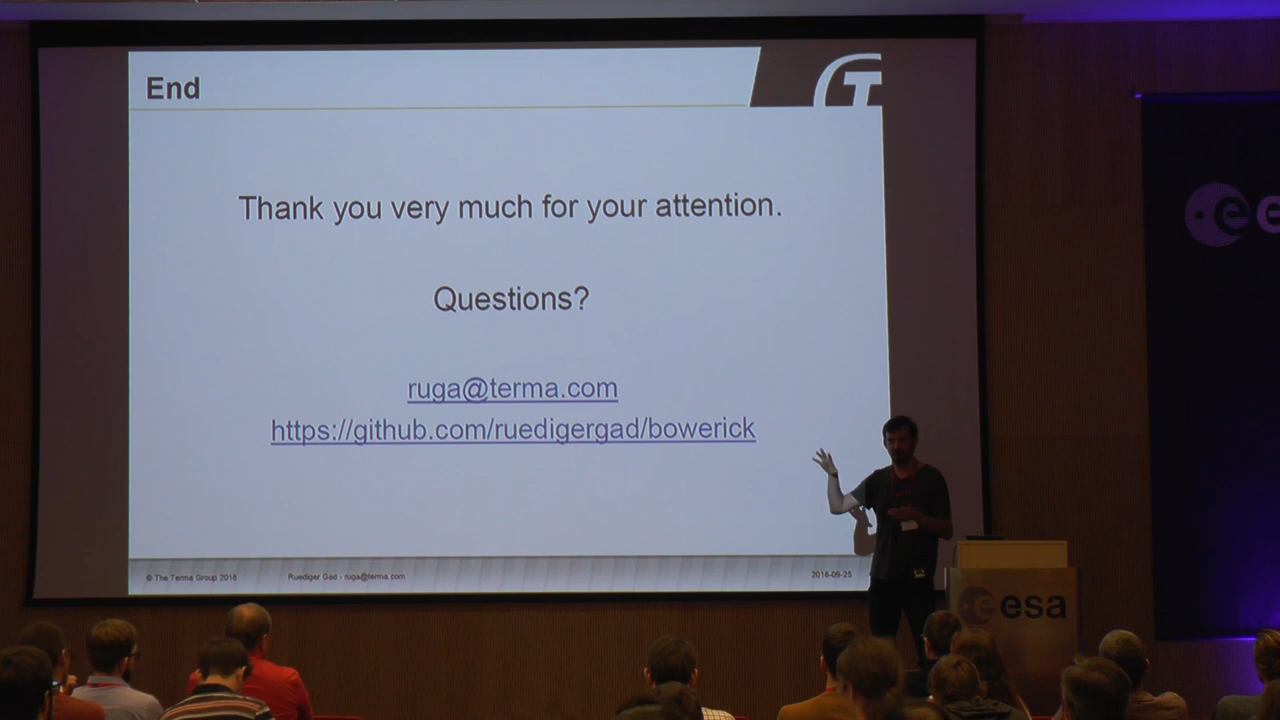 End
T
Thank you very much for your attention.
Questions?
ruga@terma.com
https://github.com/ruedigergad/bowerick
© The Terma Group 2018
Ruediger Gad - ruga@terma.com
2018-09-25
esa
e